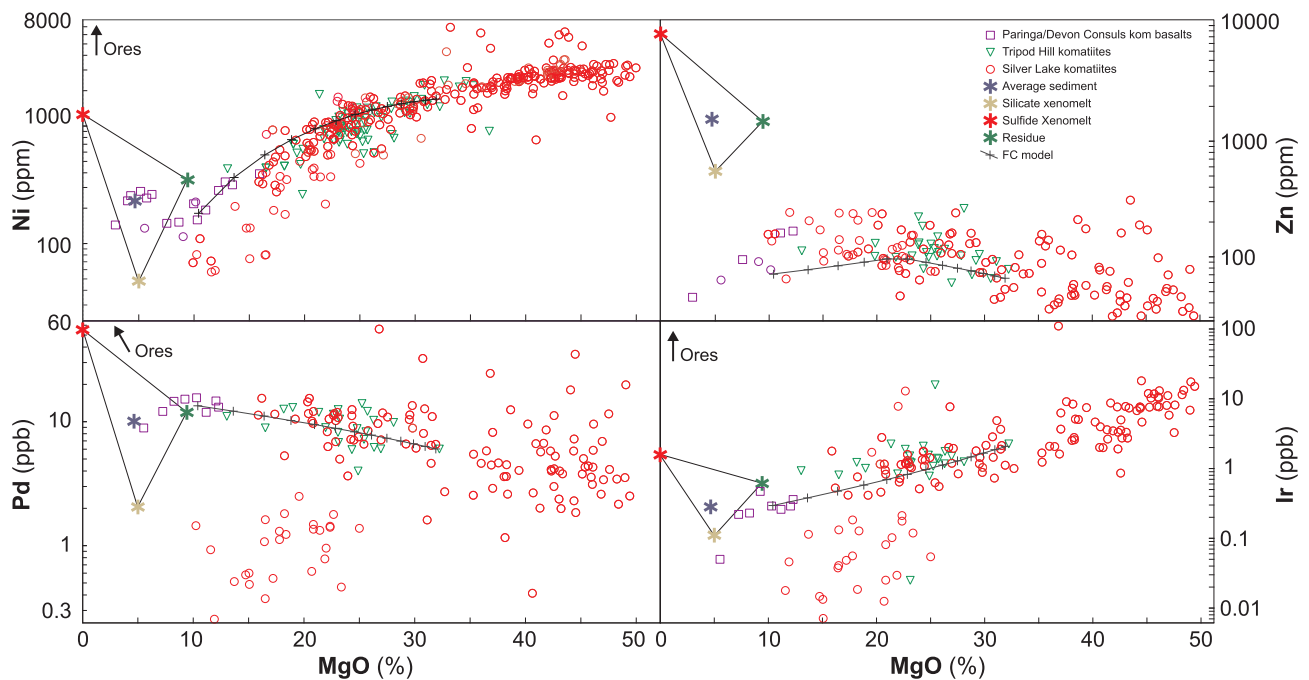 8000
1000
100
60
Ni (ppm)
Ores
10000
1000
100
Zn (ppm)
Paringa/Devon Consuls kom basalts
Tripod Hill komatiites
Silver Lake komatiites
Average sediment
Silicate xenomelt
Sulfide Xenomelt
Residue
FC model
10
1
0.3
Pd (ppb)
Ores
100
10
1
0.1
0.01
Ir (ppb)
Ores
0 10 20 30 40 50
MgO (%)
0 10 20 30 40 50
MgO (%)